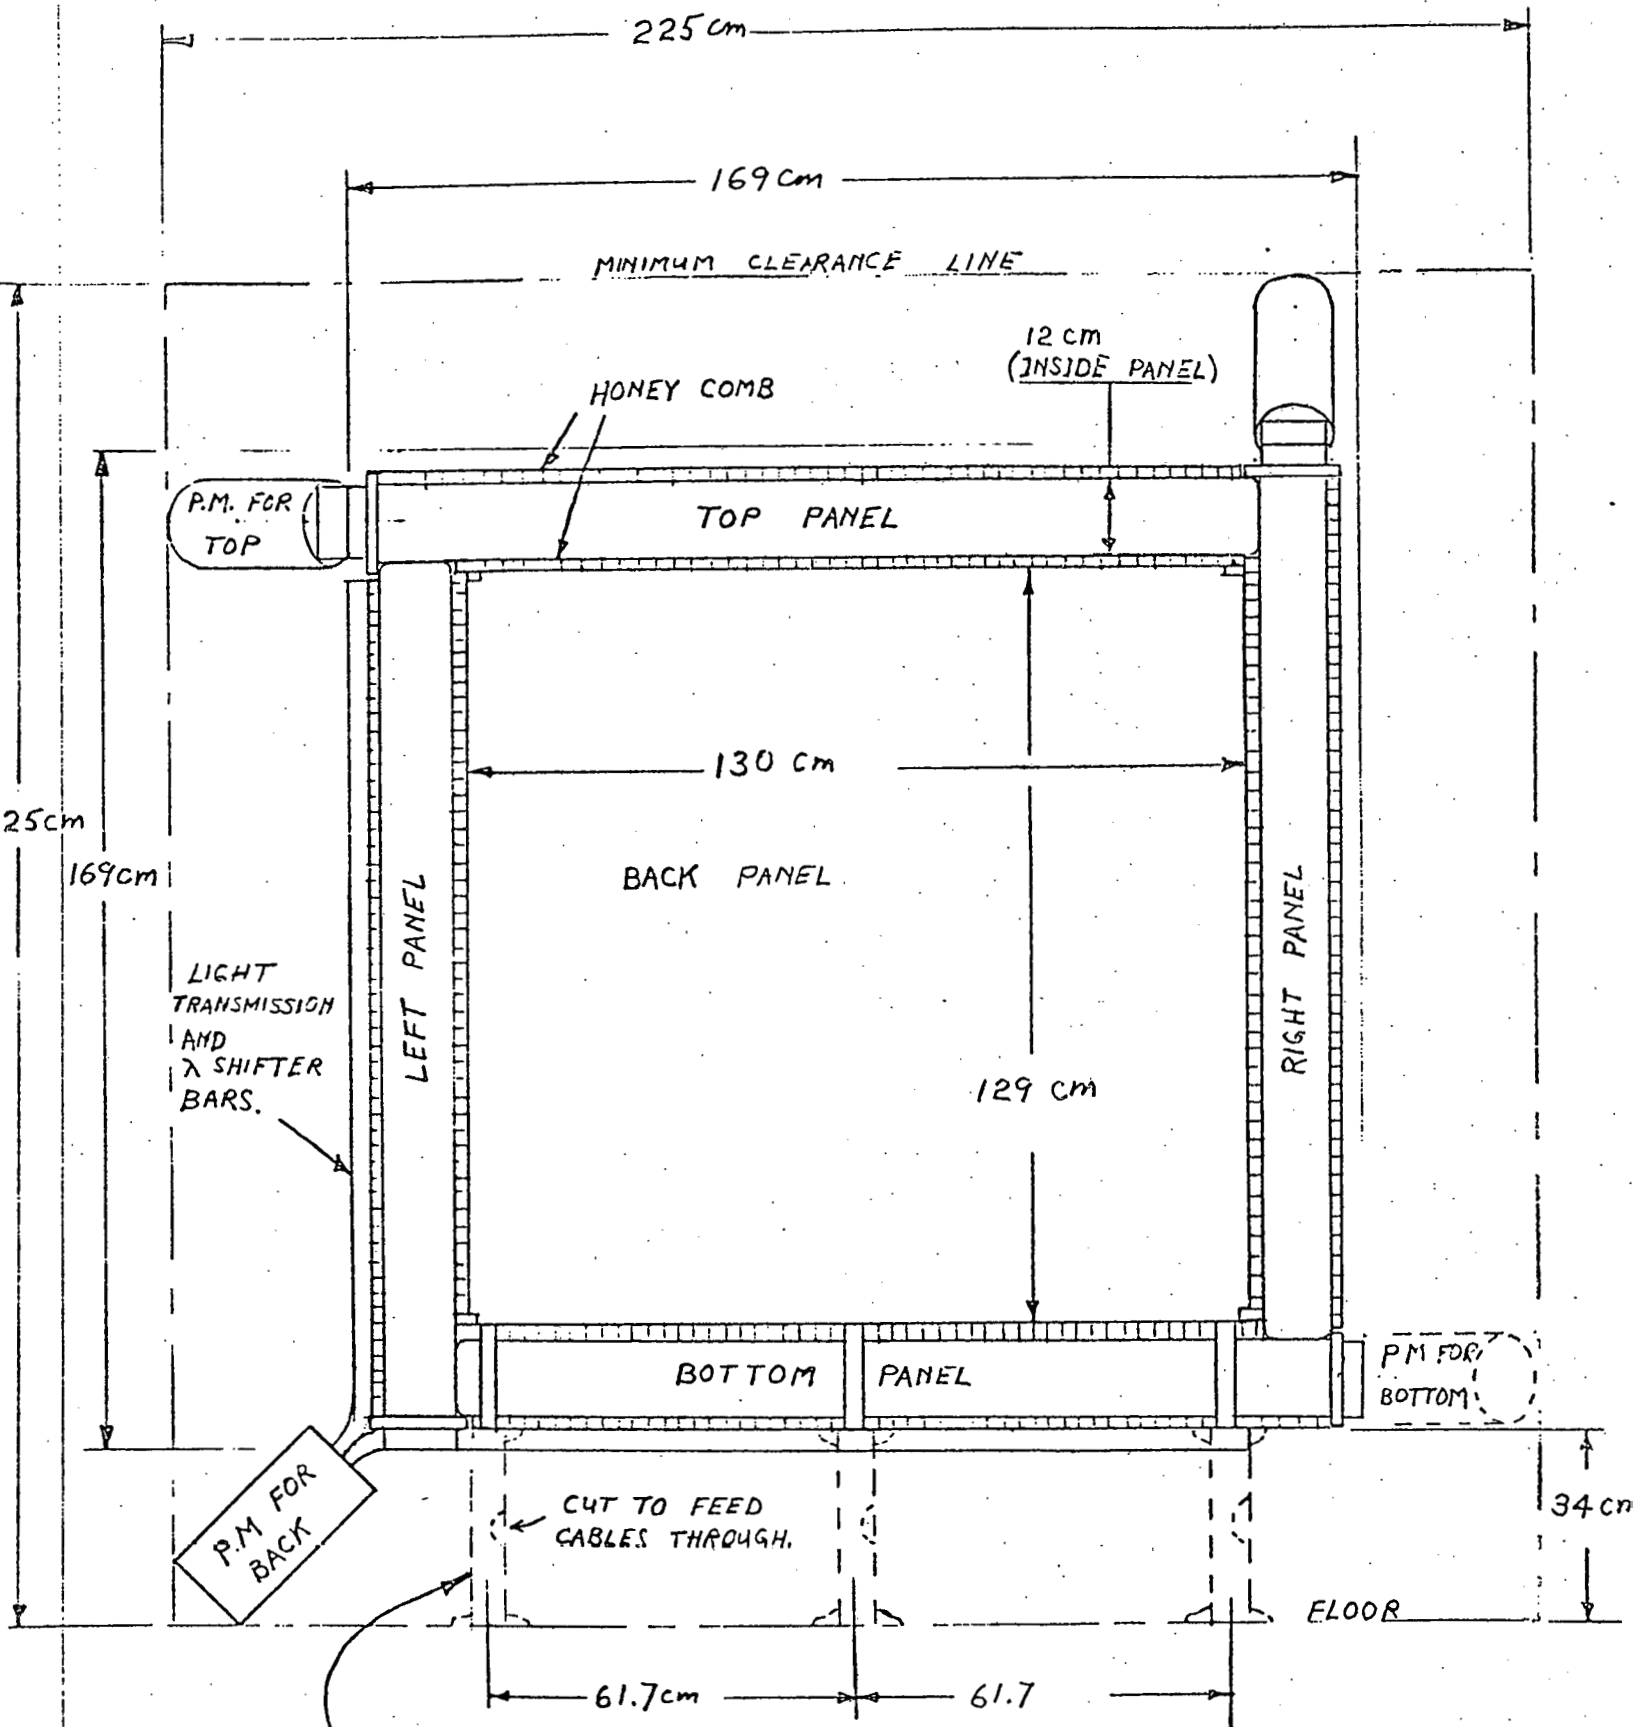 225 cm
169 cm
MINIMUM CLEARANCE LINE
12 cm
(INSIDE PANEL)
HONEY COMB
P.M. FOR
TOP
TOP PANEL
130 cm
25cm
169cm
BACK PANEL
LEFT PANEL
RIGHT PANEL
LIGHT
TRANSMISSION
AND
λ SHIFTER
BARS.
129 cm
BOTTOM PANEL
P M FOR
BOTTOM
P.M FOR
BACK
CUT TO FEED
CABLES THROUGH.
34 cm
FLOOR
61.7cm
61.7